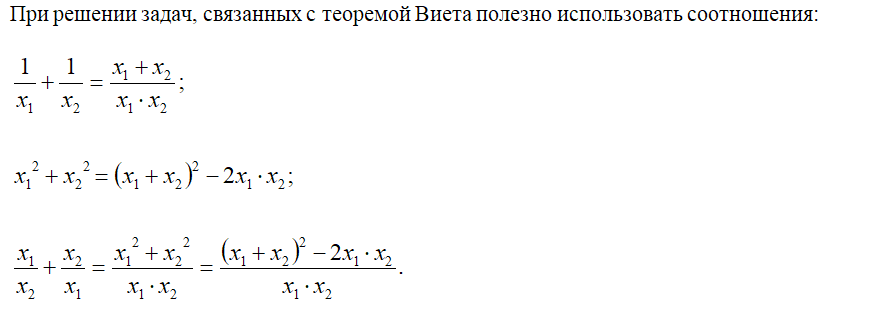 При решении задач, связанных с теоремой Виета полезно использовать соотношения:
1/x₁ + 1/x₂ = (x₁ + x₂)/(x₁ · x₂);
x₁² + x₂² = (x₁ + x₂)² − 2x₁ · x₂;
x₁/x₂ + x₂/x₁ = (x₁² + x₂²)/(x₁ · x₂) = ((x₁ + x₂)² − 2x₁ · x₂)/(x₁ · x₂).